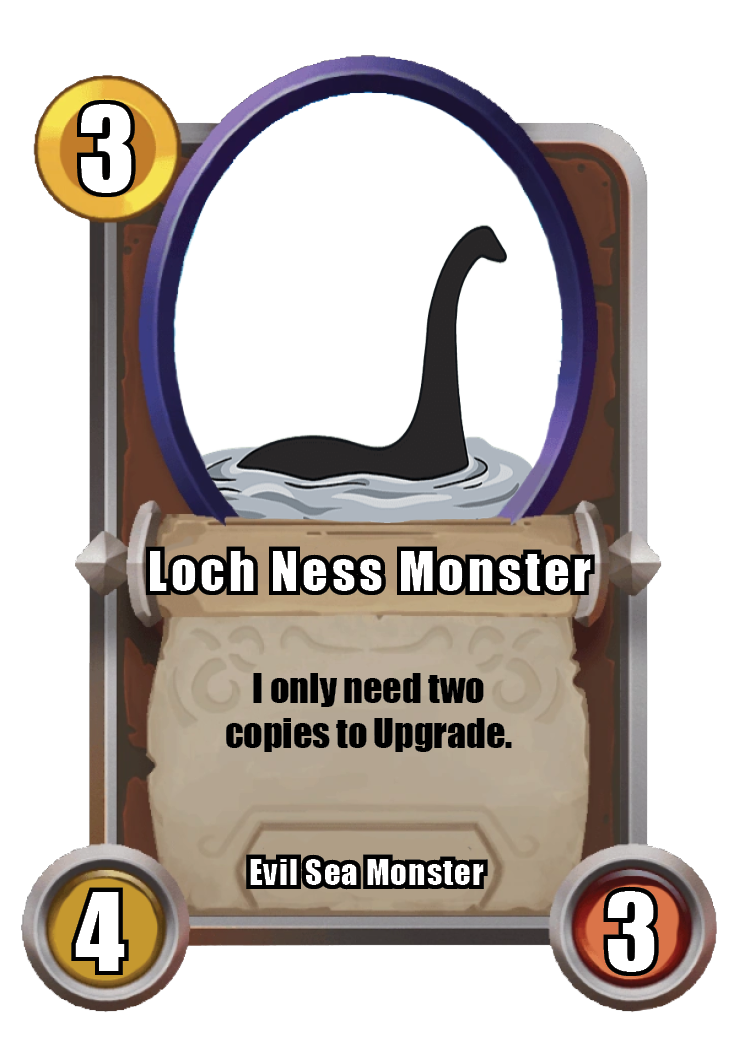 3
Loch Ness Monster
I only need two
copies to Upgrade.
Evil Sea Monster
4
3